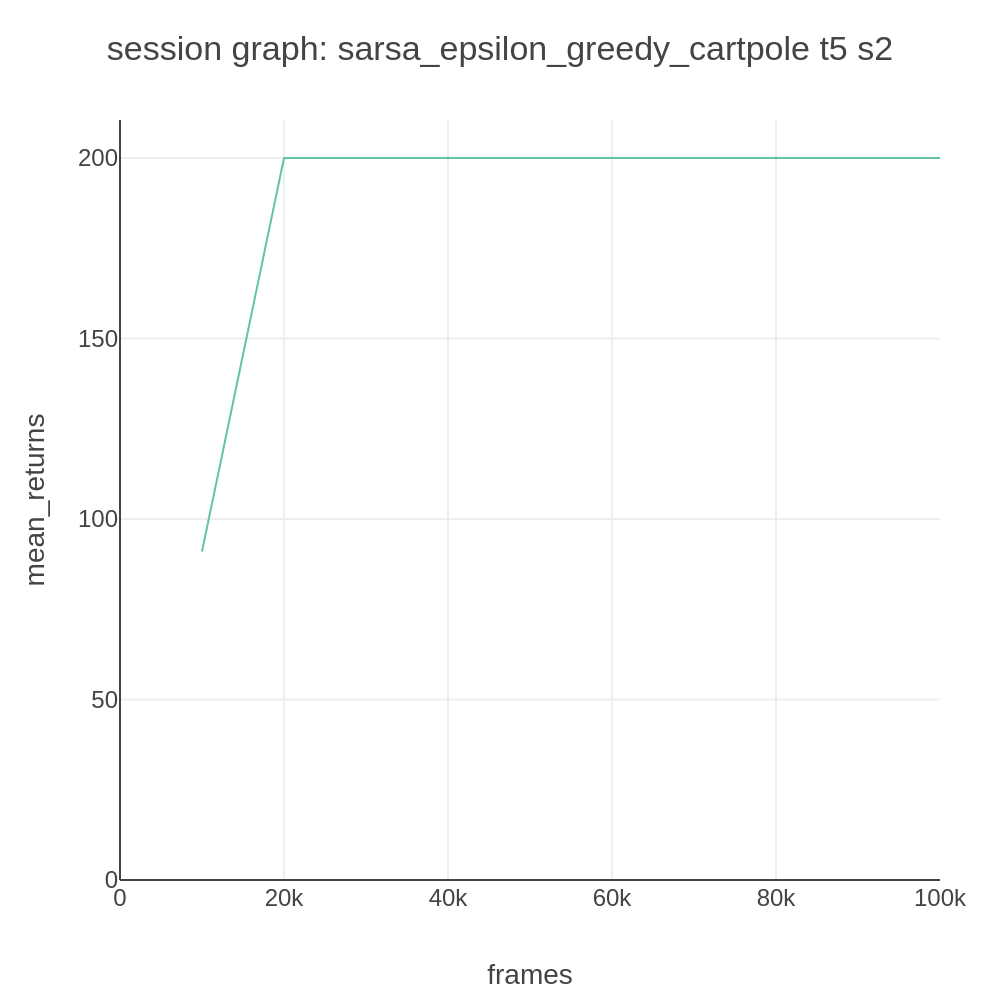 session graph: sarsa_epsilon_greedy_cartpole t5 s2
200
150
100
50
0
mean_returns
0
20k
40k
60k
80k
100k
frames